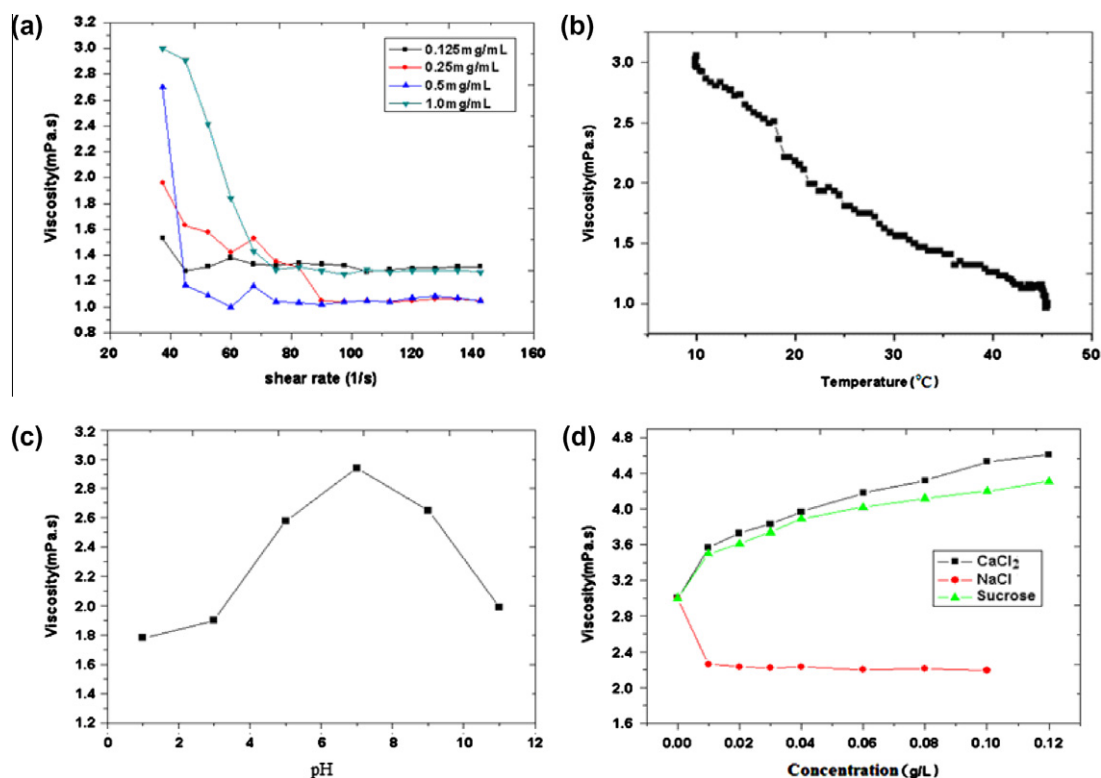 (a)
3.2
3.0
2.8
2.6
2.4
2.2
2.0
1.8
1.6
1.4
1.2
1.0
0.8
Viscosity(mPa.s)
0.125mg/mL
0.25mg/mL
0.5mg/mL
1.0mg/mL
20 40 60 80 100 120 140 160
shear rate (1/s)
(b)
3.0
2.5
2.0
1.5
1.0
Viscosity(mPa.s)
10 20 30 40 50
Temperature(°C)
(c)
3.2
3.0
2.8
2.6
2.4
2.2
2.0
1.8
1.6
1.4
1.2
Viscosity(mPa.s)
0 2 4 6 8 10 12
pH
(d)
4.8
4.4
4.0
3.6
3.2
2.8
2.4
2.0
1.6
Viscosity(mPa.s)
CaCl₂
NaCl
Sucrose
0.00 0.02 0.04 0.06 0.08 0.10 0.12
Concentration (g/L)